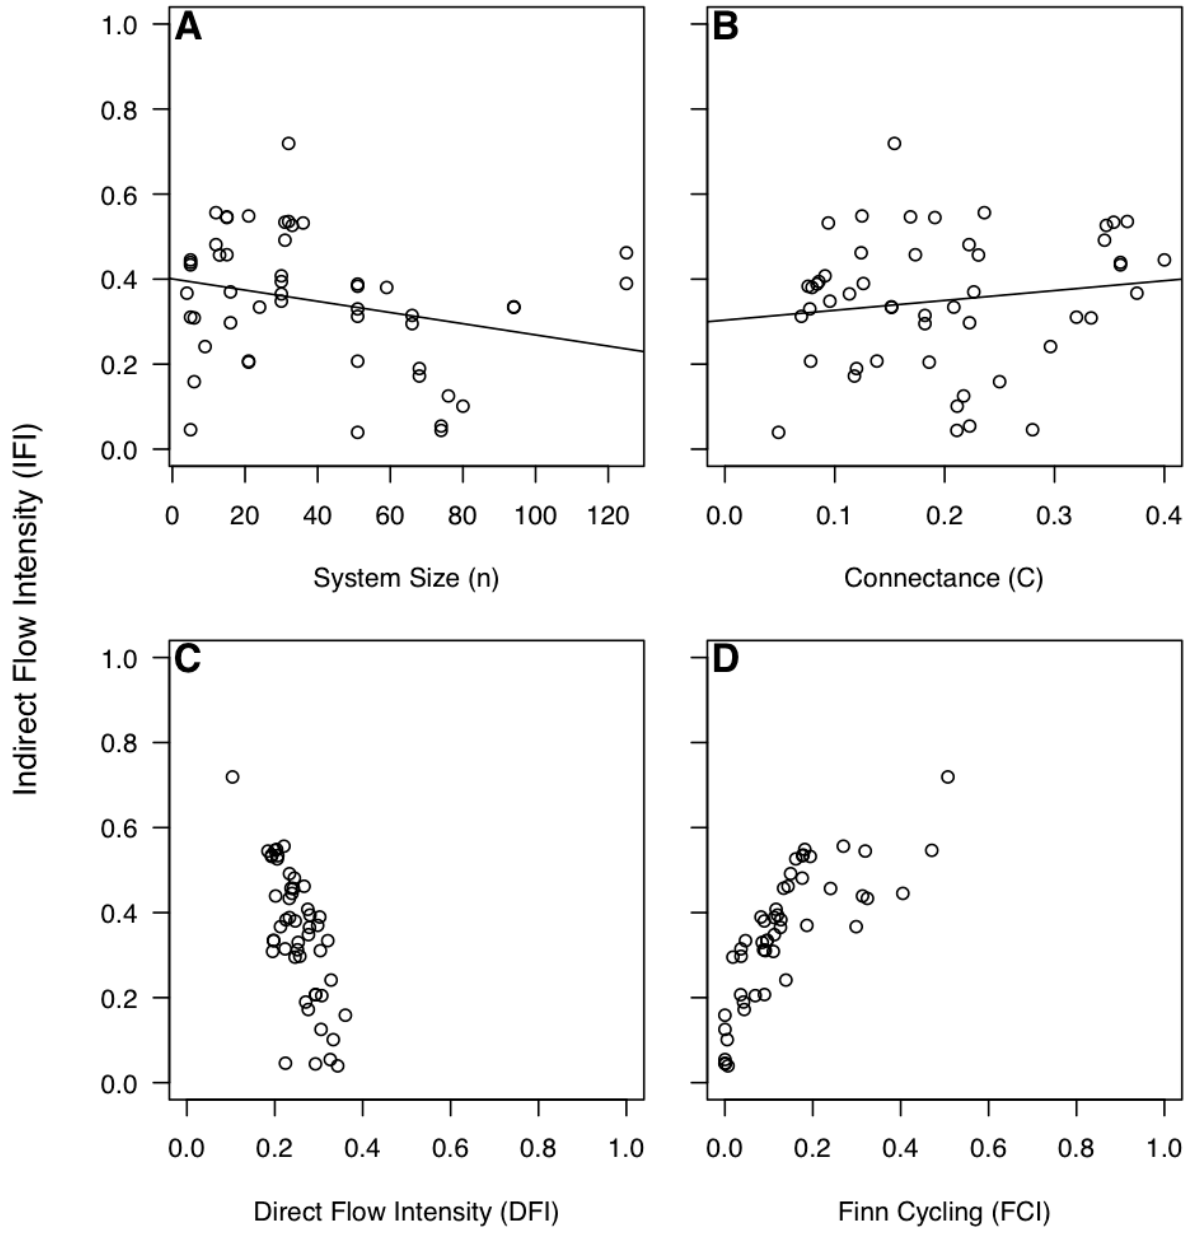 A
B
1.0
0.8
0.6
0.4
0.2
0.0
0 20 40 60 80 100 120
0.0 0.1 0.2 0.3 0.4
System Size (n)
Connectance (C)
Indirect Flow Intensity (IFI)
C
D
1.0
0.8
0.6
0.4
0.2
0.0
0.0 0.2 0.4 0.6 0.8 1.0
0.0 0.2 0.4 0.6 0.8 1.0
Direct Flow Intensity (DFI)
Finn Cycling (FCI)